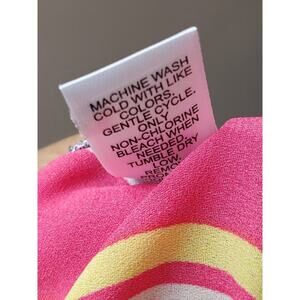 MACHINE WASH
COLD WITH LIKE
COLORS.
GENTLE CYCLE.
ONLY
NON-CHLORINE
BLEACH WHEN
NEEDED.
TUMBLE DRY
LOW.